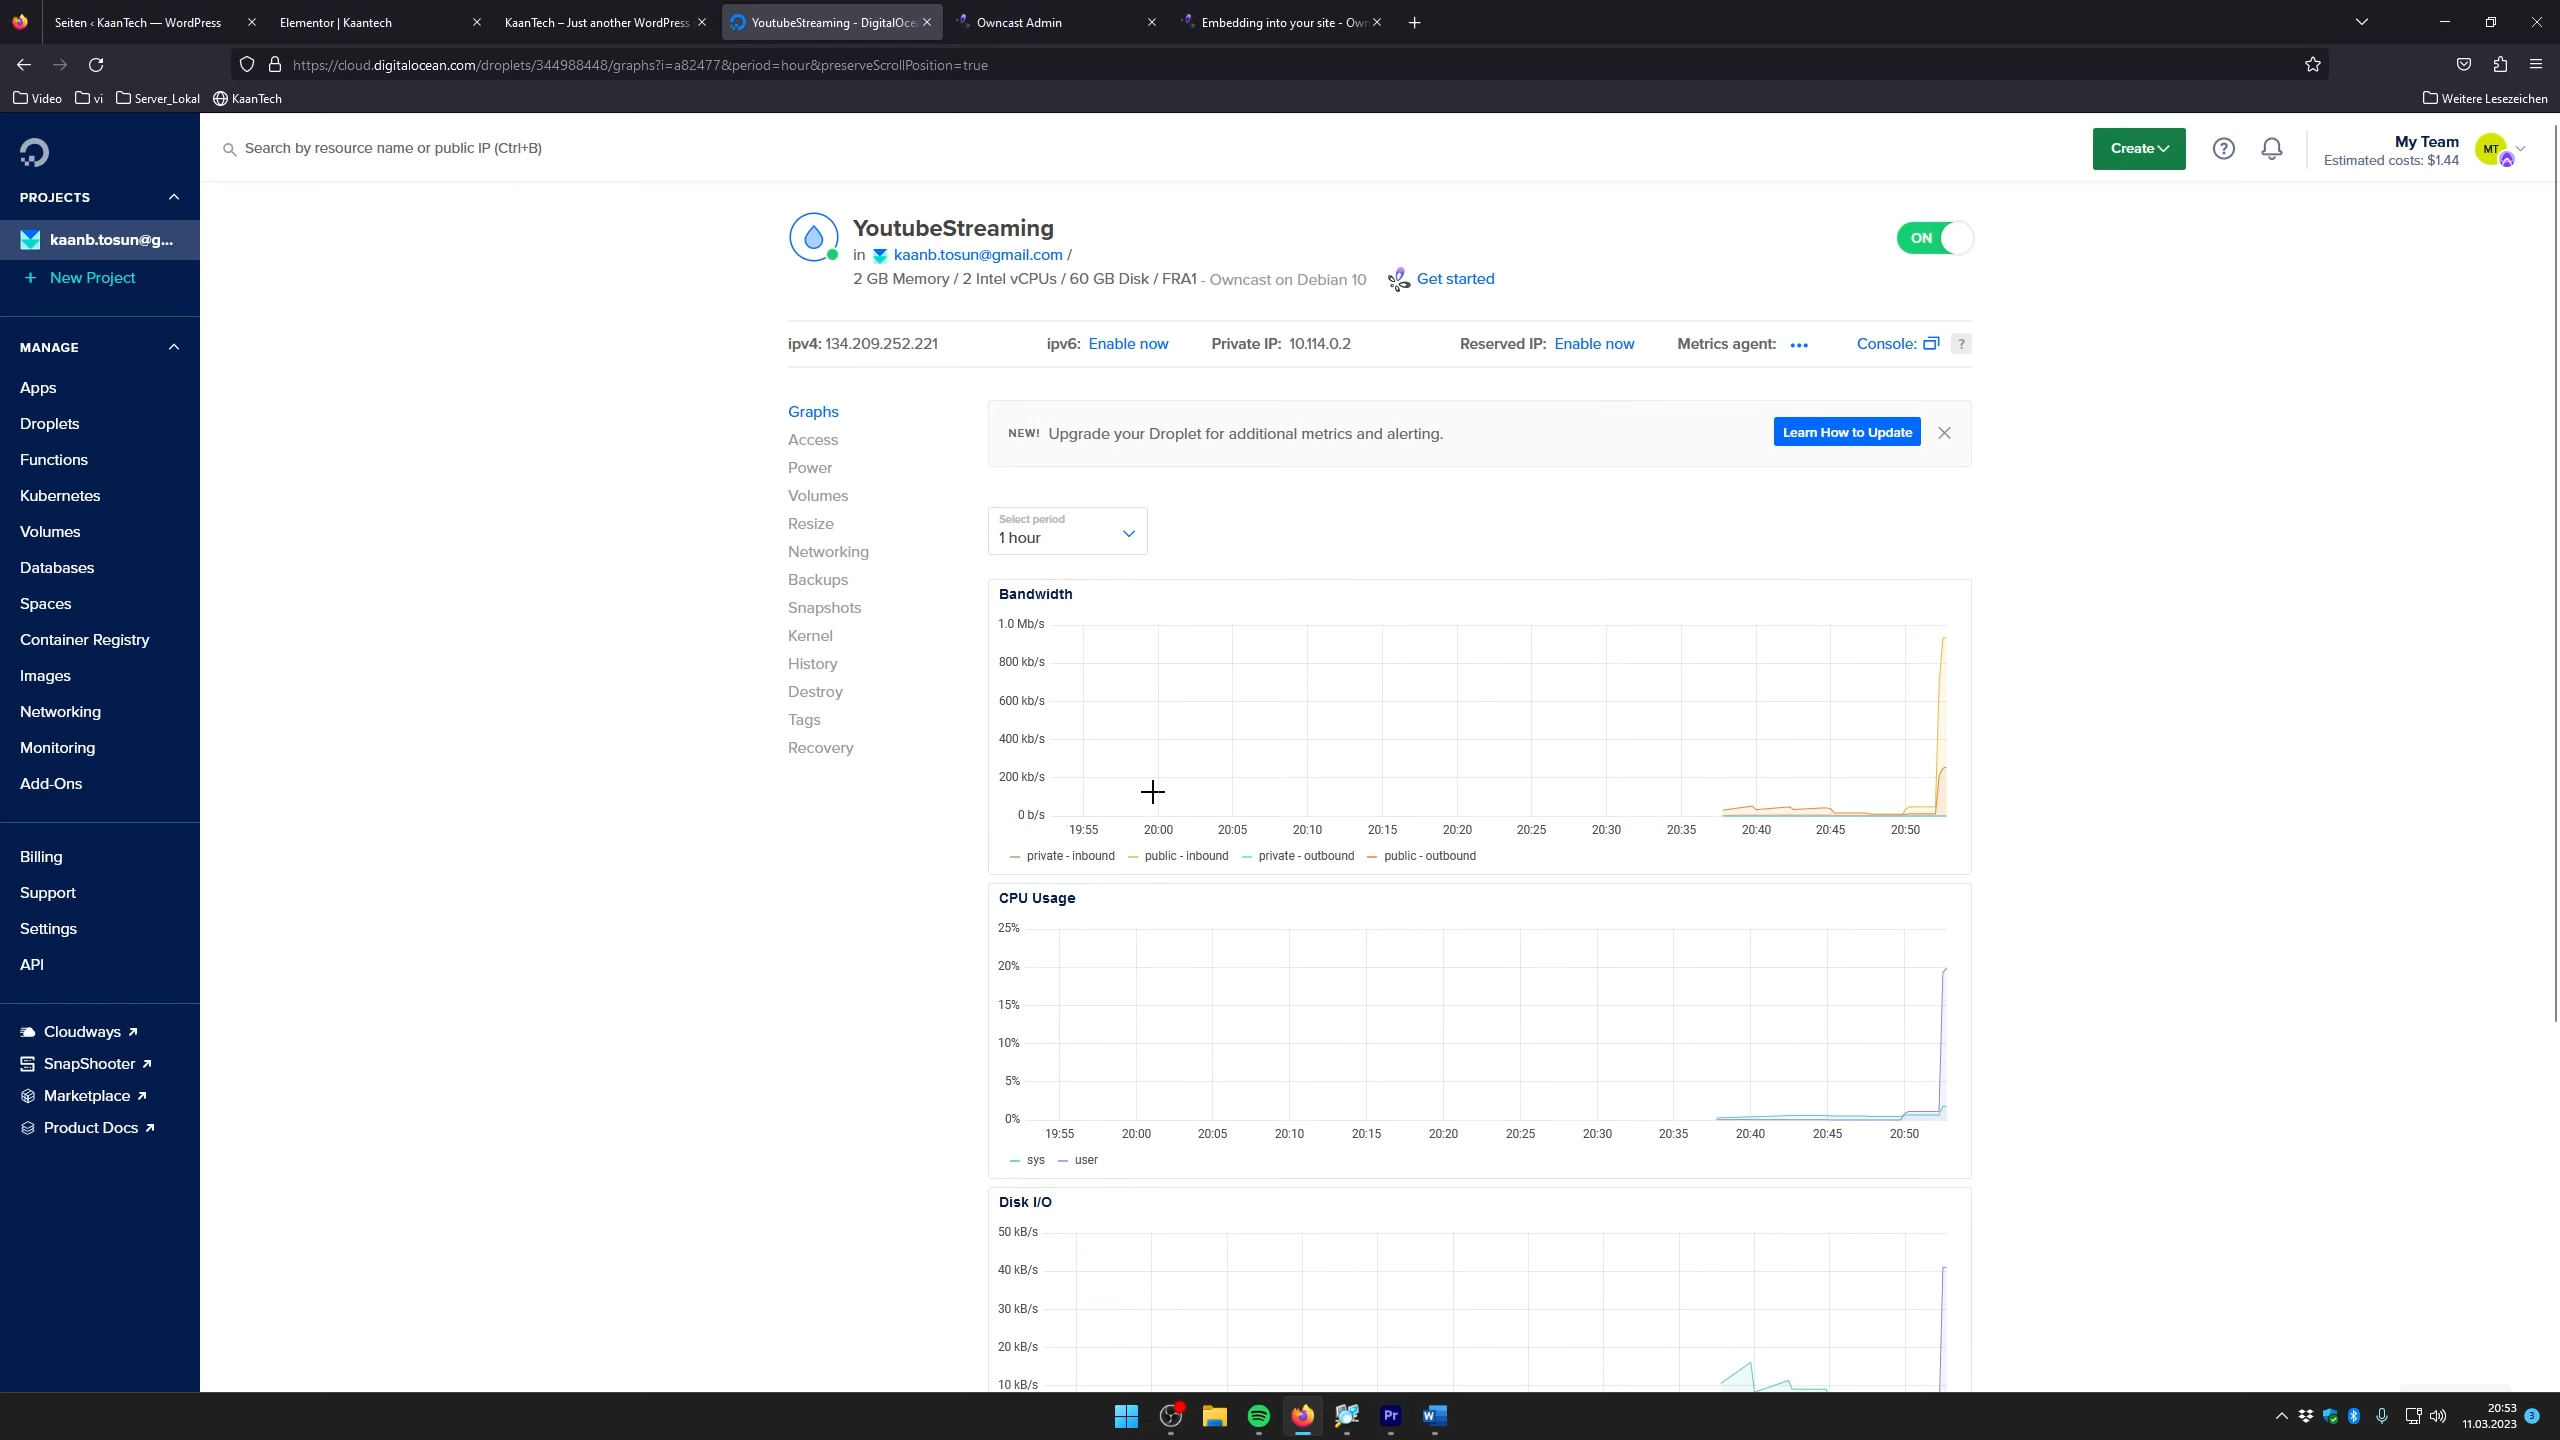 Seiten ‹ KaanTech — WordPress
Elementor | Kaantech
KaanTech – Just another WordPress
YoutubeStreaming - DigitalOce
Owncast Admin
Embedding into your site - Own
https://cloud.digitalocean.com/droplets/344988448/graphs?i=a82477&period=hour&preserveScrollPosition=true
Video
vi
Server_Lokal
KaanTech
Weitere Lesezeichen
Search by resource name or public IP (Ctrl+B)
Create
My Team
Estimated costs: $1.44
MT
PROJECTS
kaanb.tosun@g...
+ New Project
MANAGE
Apps
Droplets
Functions
Kubernetes
Volumes
Databases
Spaces
Container Registry
Images
Networking
Monitoring
Add-Ons
Billing
Support
Settings
API
Cloudways
SnapShooter
Marketplace
Product Docs
YoutubeStreaming
in kaanb.tosun@gmail.com /
2 GB Memory / 2 Intel vCPUs / 60 GB Disk / FRA1 - Owncast on Debian 10
Get started
ON
ipv4: 134.209.252.221
ipv6: Enable now
Private IP: 10.114.0.2
Reserved IP: Enable now
Metrics agent: •••
Console:
?
Graphs
Access
Power
Volumes
Resize
Networking
Backups
Snapshots
Kernel
History
Destroy
Tags
Recovery
NEW! Upgrade your Droplet for additional metrics and alerting.
Learn How to Update
Select period
1 hour
Bandwidth
1.0 Mb/s
800 kb/s
600 kb/s
400 kb/s
200 kb/s
0 b/s
19:55 20:00 20:05 20:10 20:15 20:20 20:25 20:30 20:35 20:40 20:45 20:50
private - inbound public - inbound private - outbound public - outbound
CPU Usage
25%
20%
15%
10%
5%
0%
19:55 20:00 20:05 20:10 20:15 20:20 20:25 20:30 20:35 20:40 20:45 20:50
sys user
Disk I/O
50 kB/s
40 kB/s
30 kB/s
20 kB/s
10 kB/s
Pr
W
20:53
11.03.2023
3